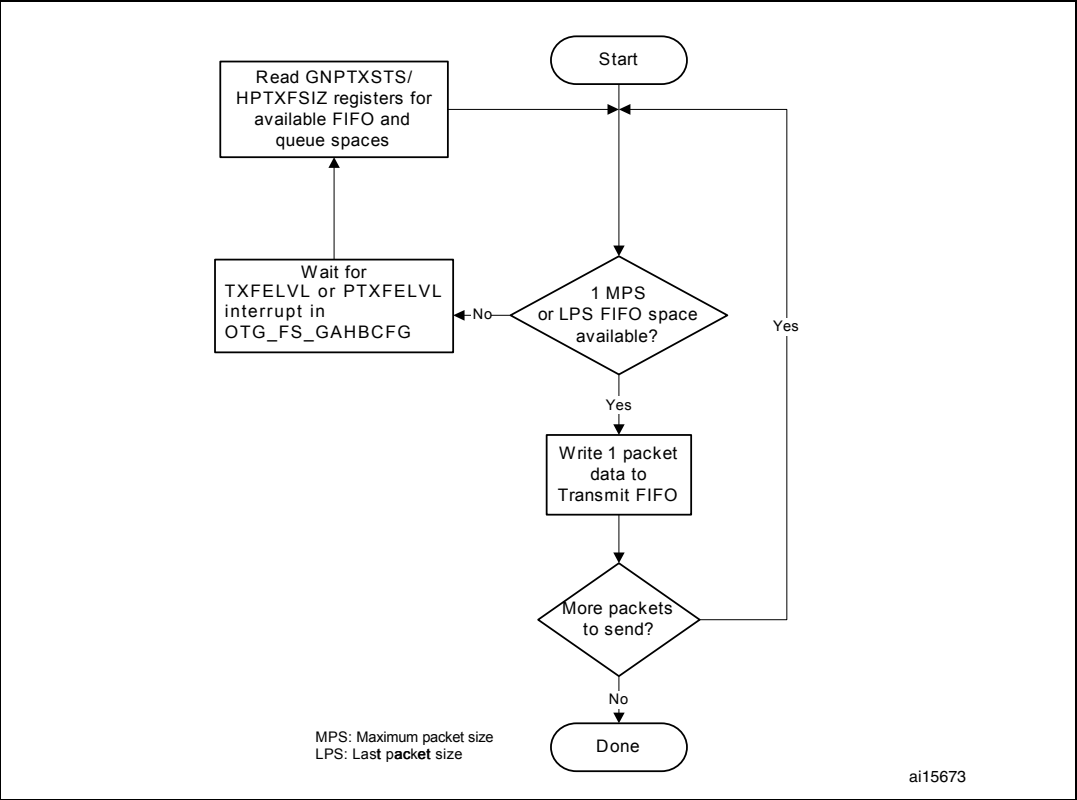 Start
Read GNPTXSTS/
HPTXFSIZ registers for
available FIFO and
queue spaces
Wait for
TXFELVL or PTXFELVL
interrupt in
OTG_FS_GAHBCFG
No
1 MPS
or LPS FIFO space
available?
Yes
Yes
Write 1 packet
data to
Transmit FIFO
More packets
to send?
No
Done
MPS: Maximum packet size
LPS: Last packet size
ai15673